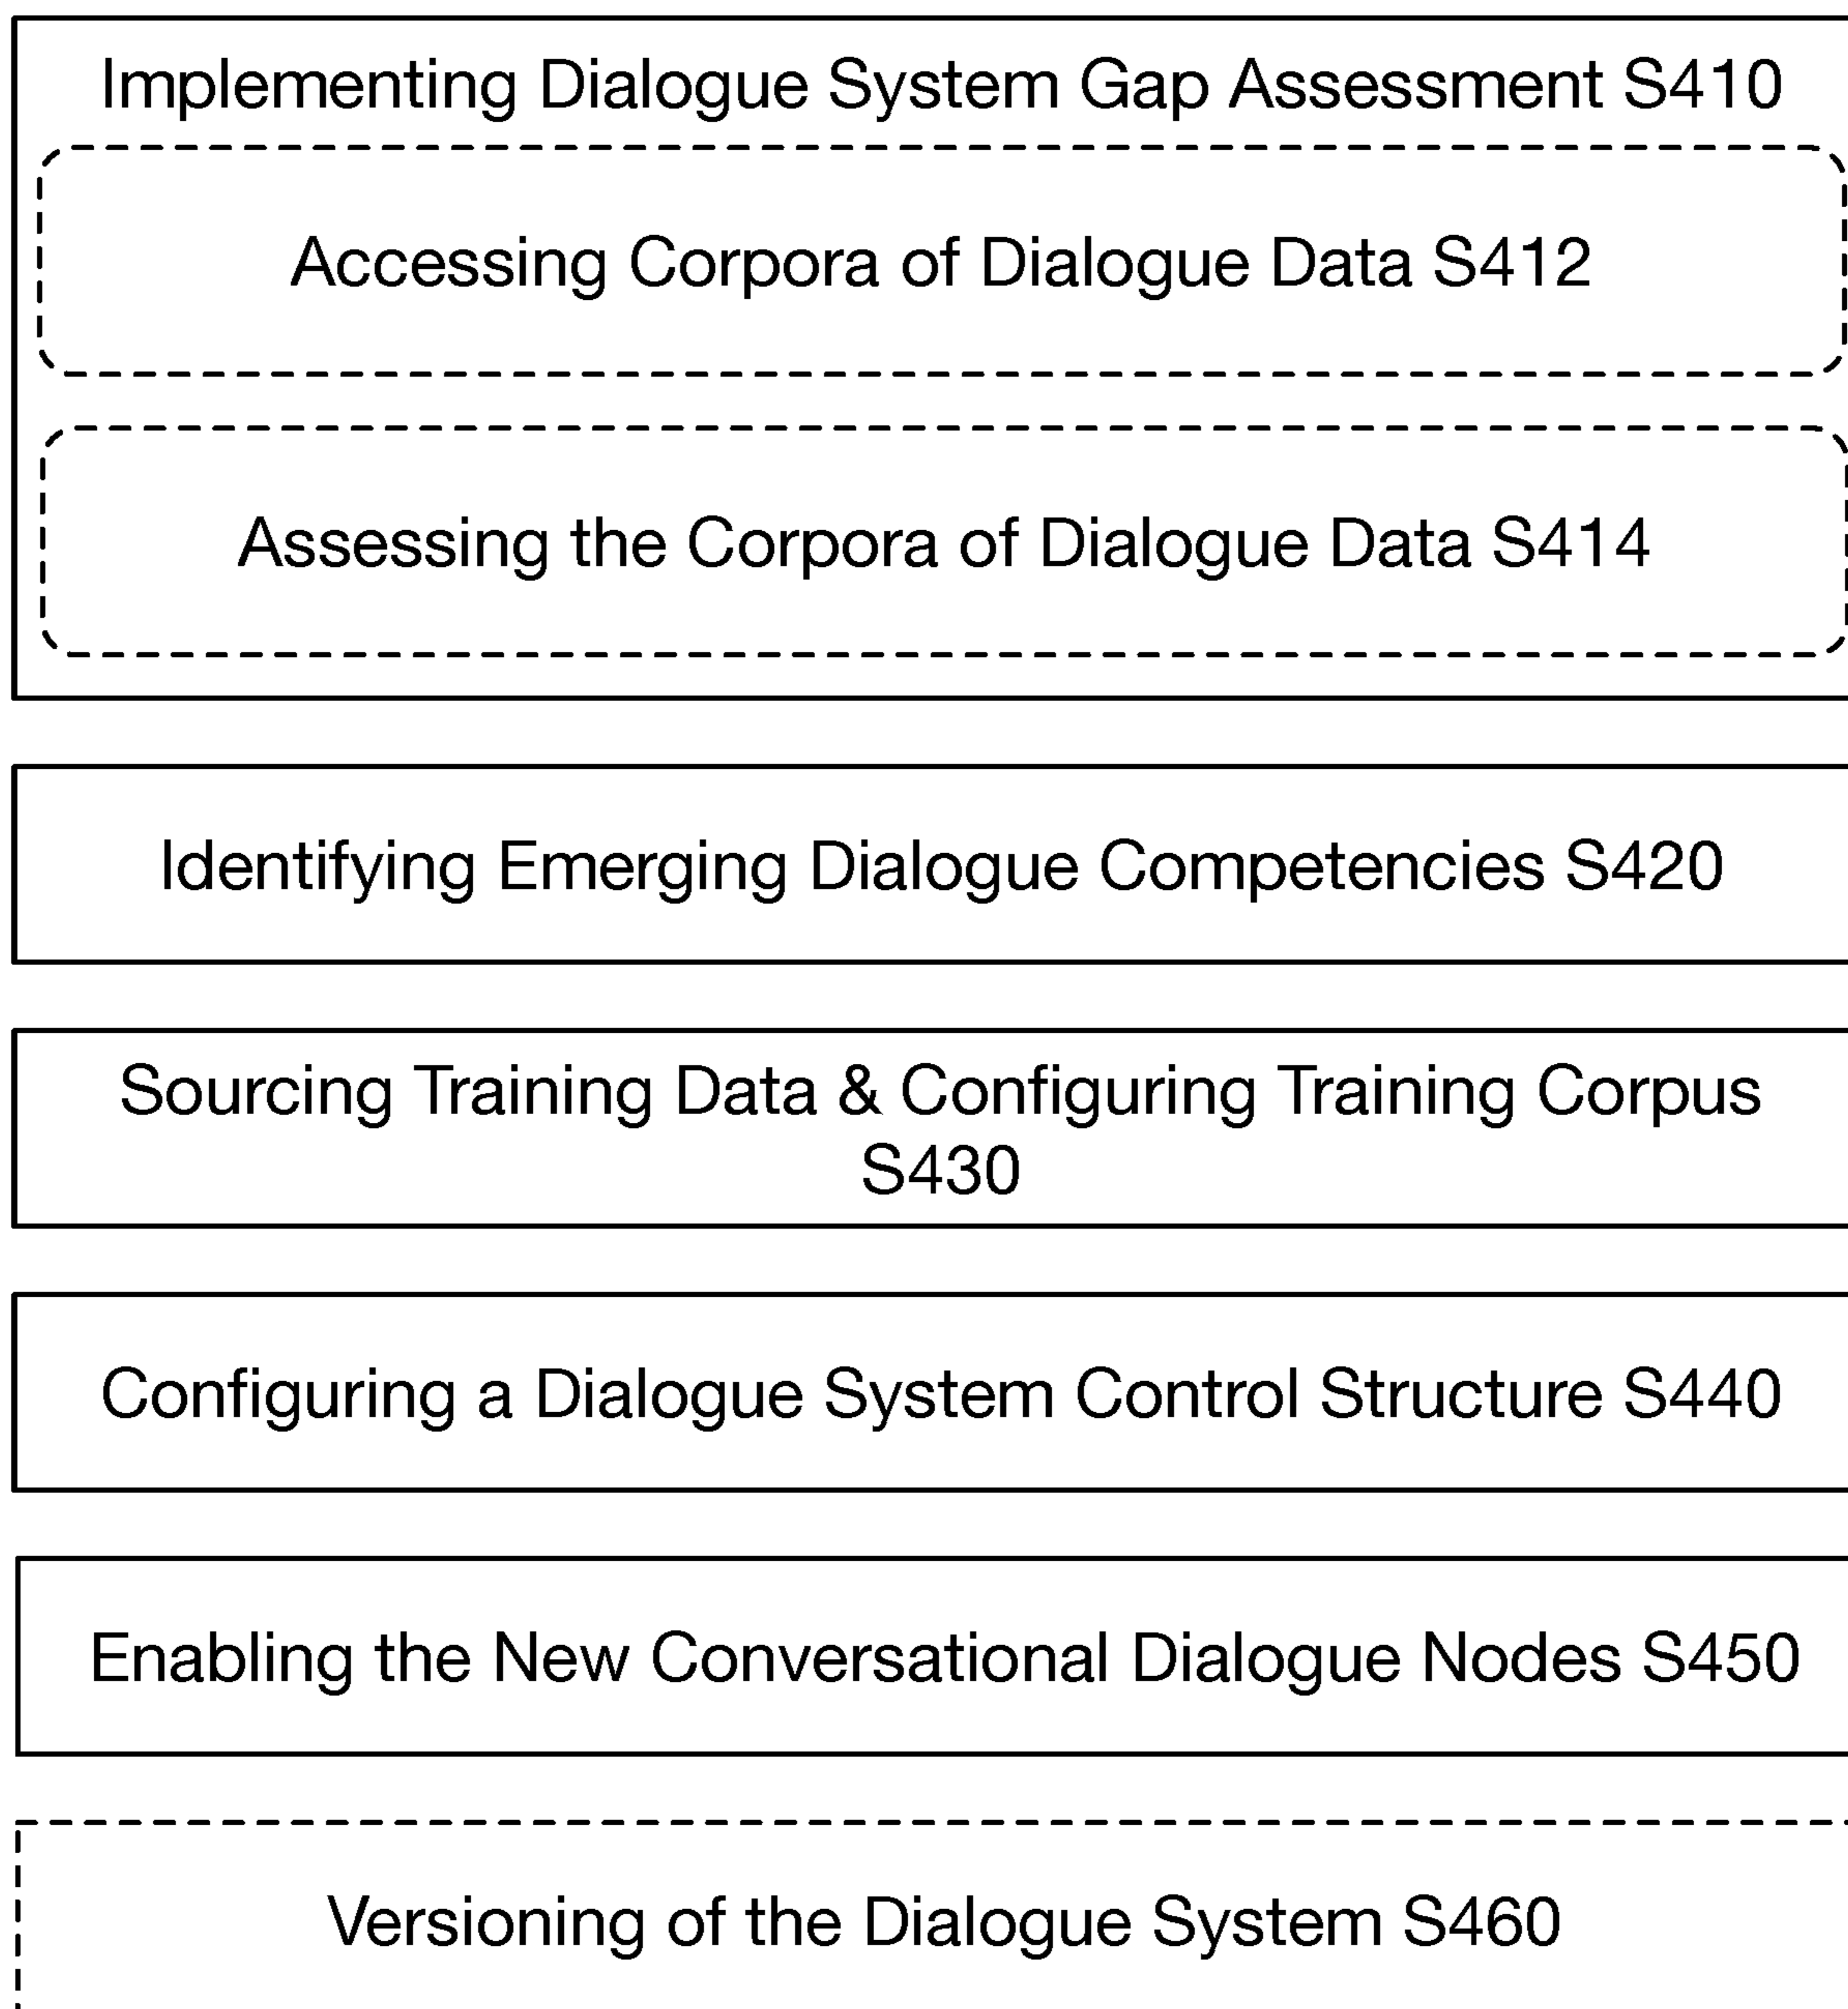 Implementing Dialogue System Gap Assessment S410
Accessing Corpora of Dialogue Data S412
Assessing the Corpora of Dialogue Data S414
Identifying Emerging Dialogue Competencies S420
Sourcing Training Data & Configuring Training Corpus
S430
Configuring a Dialogue System Control Structure S440
Enabling the New Conversational Dialogue Nodes S450
Versioning of the Dialogue System S460